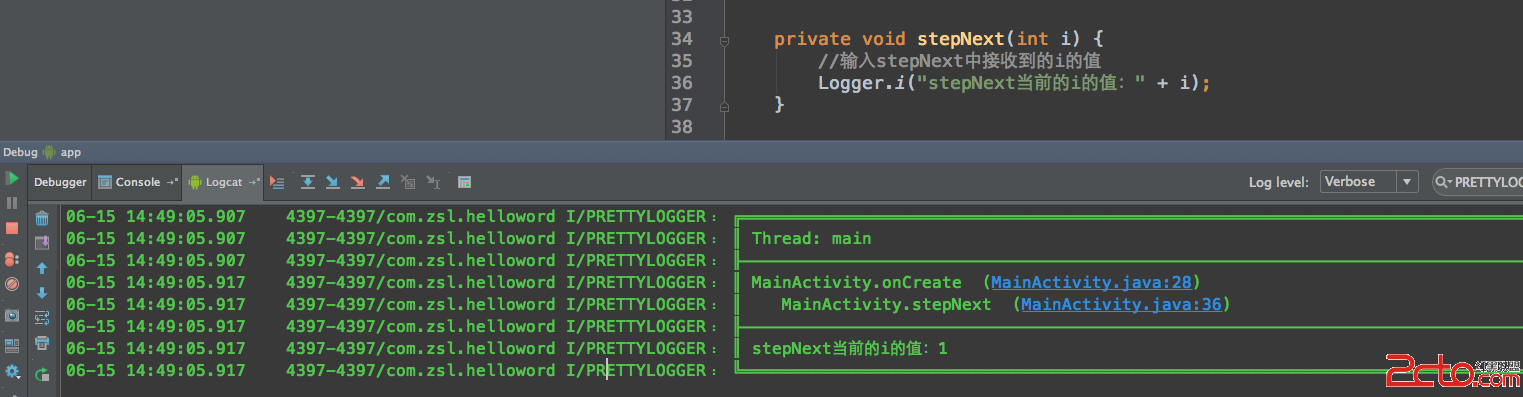 33
34 private void stepNext(int i) {
35 //输入stepNext中接收到的i的值
36 Logger.i("stepNext当前的i的值: " + i);
37 }
38
Debug app
Debugger Console Logcat Log level: Verbose PRETTYLOG
06-15 14:49:05.907 4397-4397/com.zsl.helloword I/PRETTYLOGGER:
06-15 14:49:05.907 4397-4397/com.zsl.helloword I/PRETTYLOGGER: Thread: main
06-15 14:49:05.907 4397-4397/com.zsl.helloword I/PRETTYLOGGER:
06-15 14:49:05.917 4397-4397/com.zsl.helloword I/PRETTYLOGGER: MainActivity.onCreate (MainActivity.java:28)
06-15 14:49:05.917 4397-4397/com.zsl.helloword I/PRETTYLOGGER: MainActivity.stepNext (MainActivity.java:36)
06-15 14:49:05.917 4397-4397/com.zsl.helloword I/PRETTYLOGGER:
06-15 14:49:05.917 4397-4397/com.zsl.helloword I/PRETTYLOGGER: stepNext当前的i的值: 1
06-15 14:49:05.917 4397-4397/com.zsl.helloword I/PRETTYLOGGER:
2cto.com